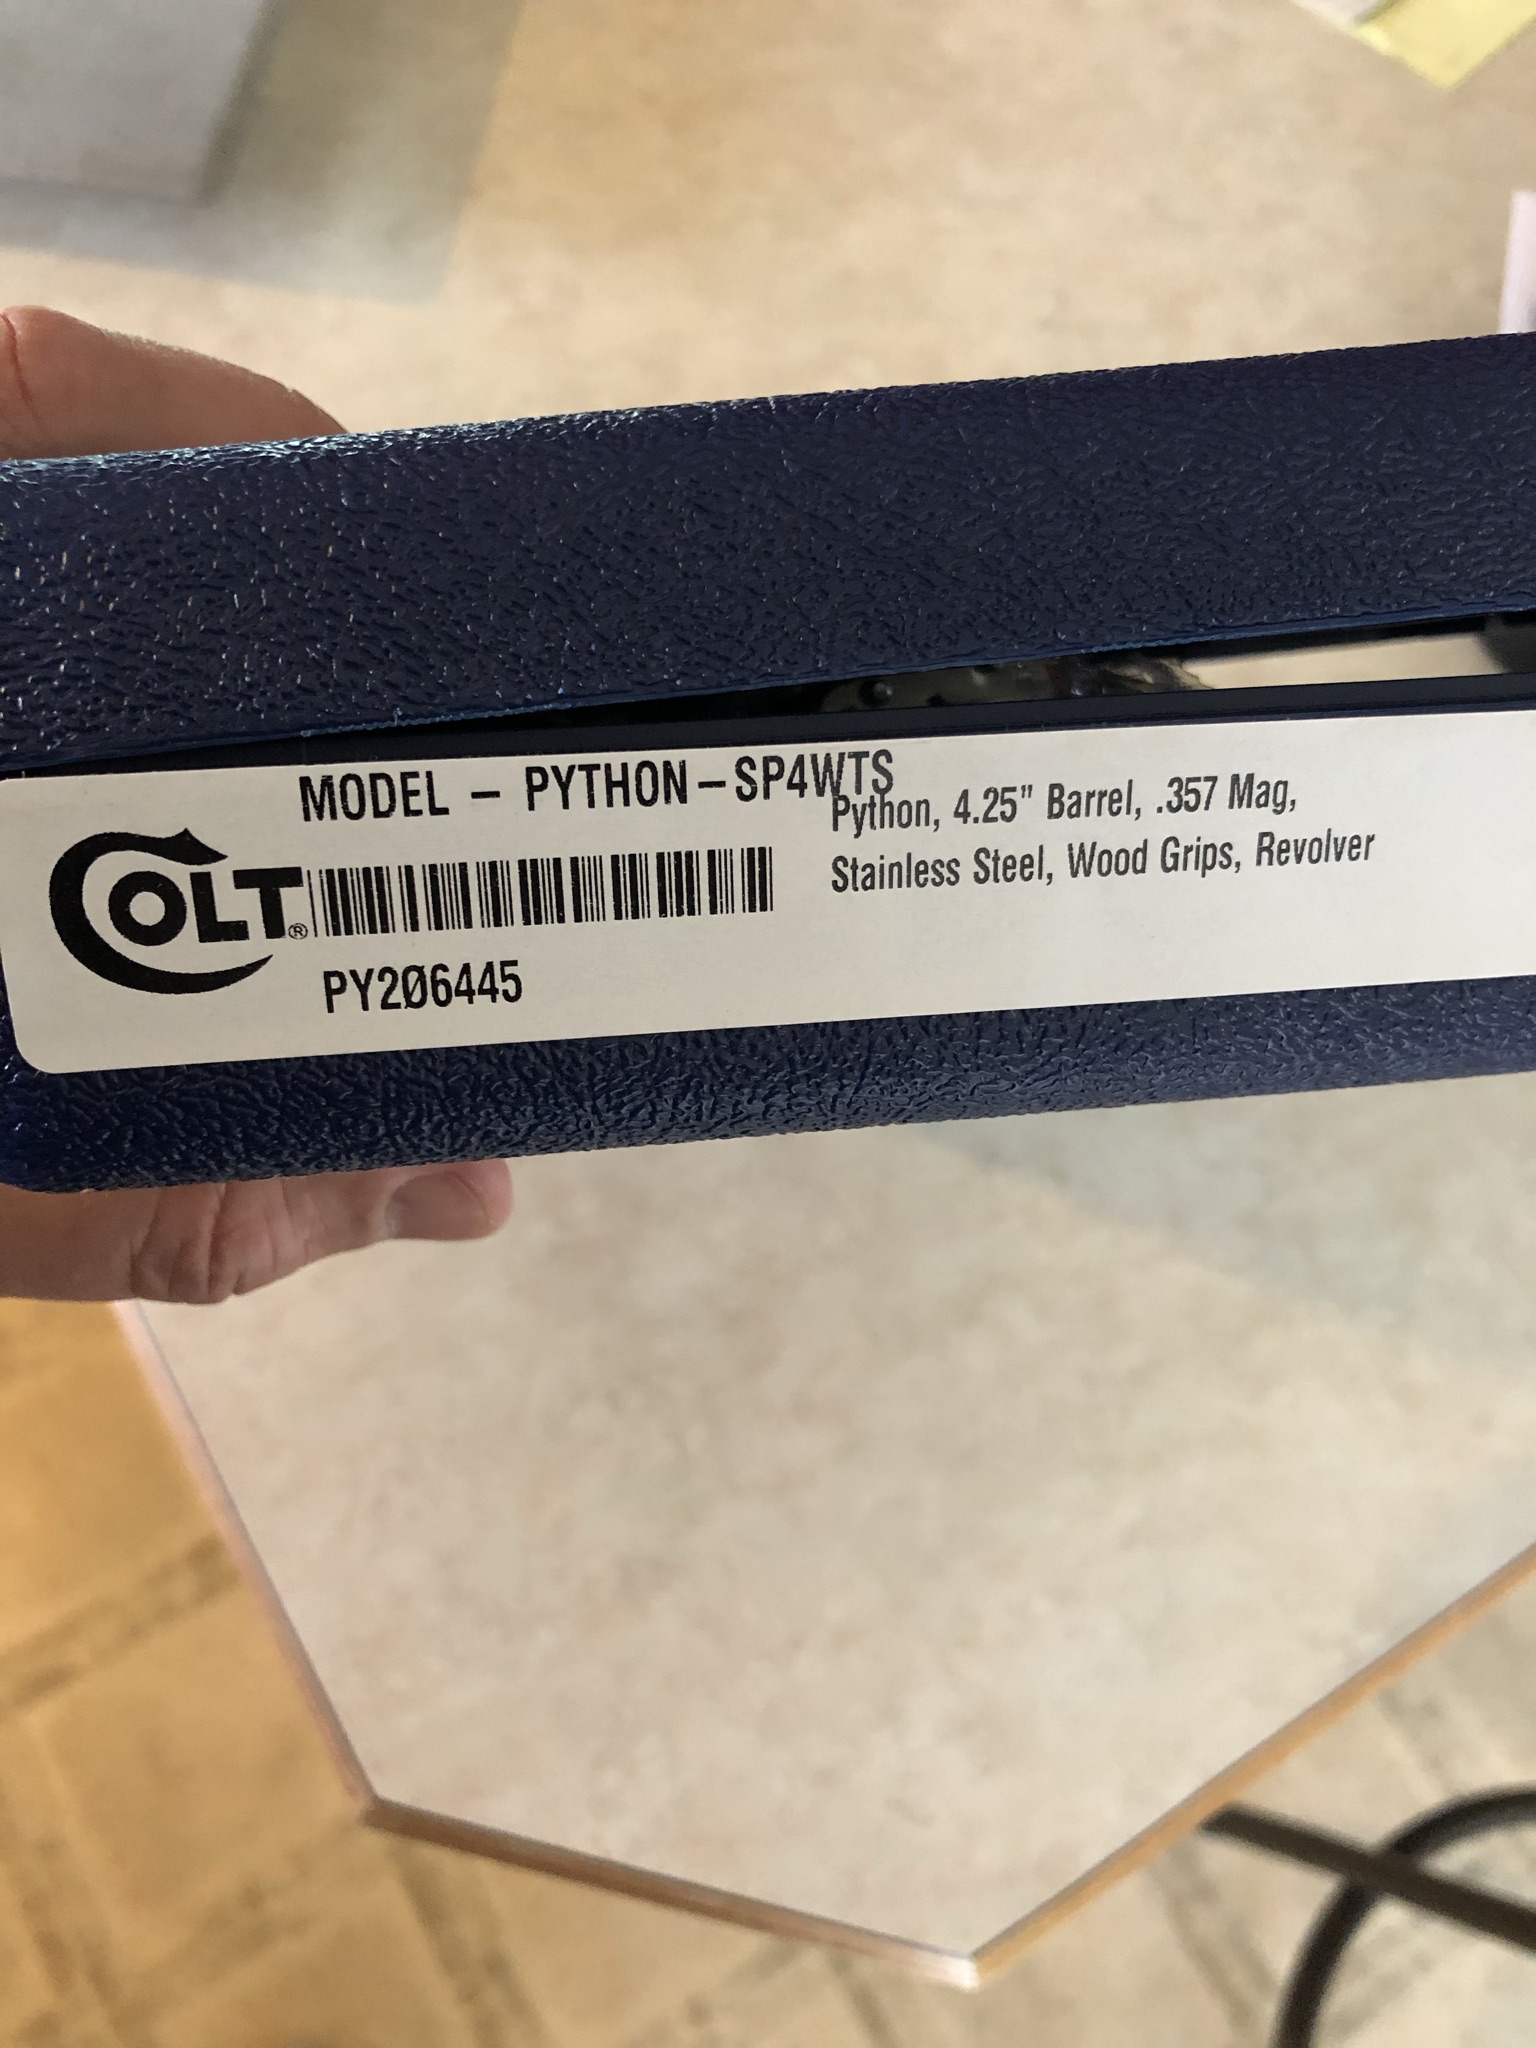 MODEL – PYTHON–SP4WTS
Python, 4.25" Barrel, .357 Mag,
Stainless Steel, Wood Grips, Revolver
COLT®
PY2Ø6445